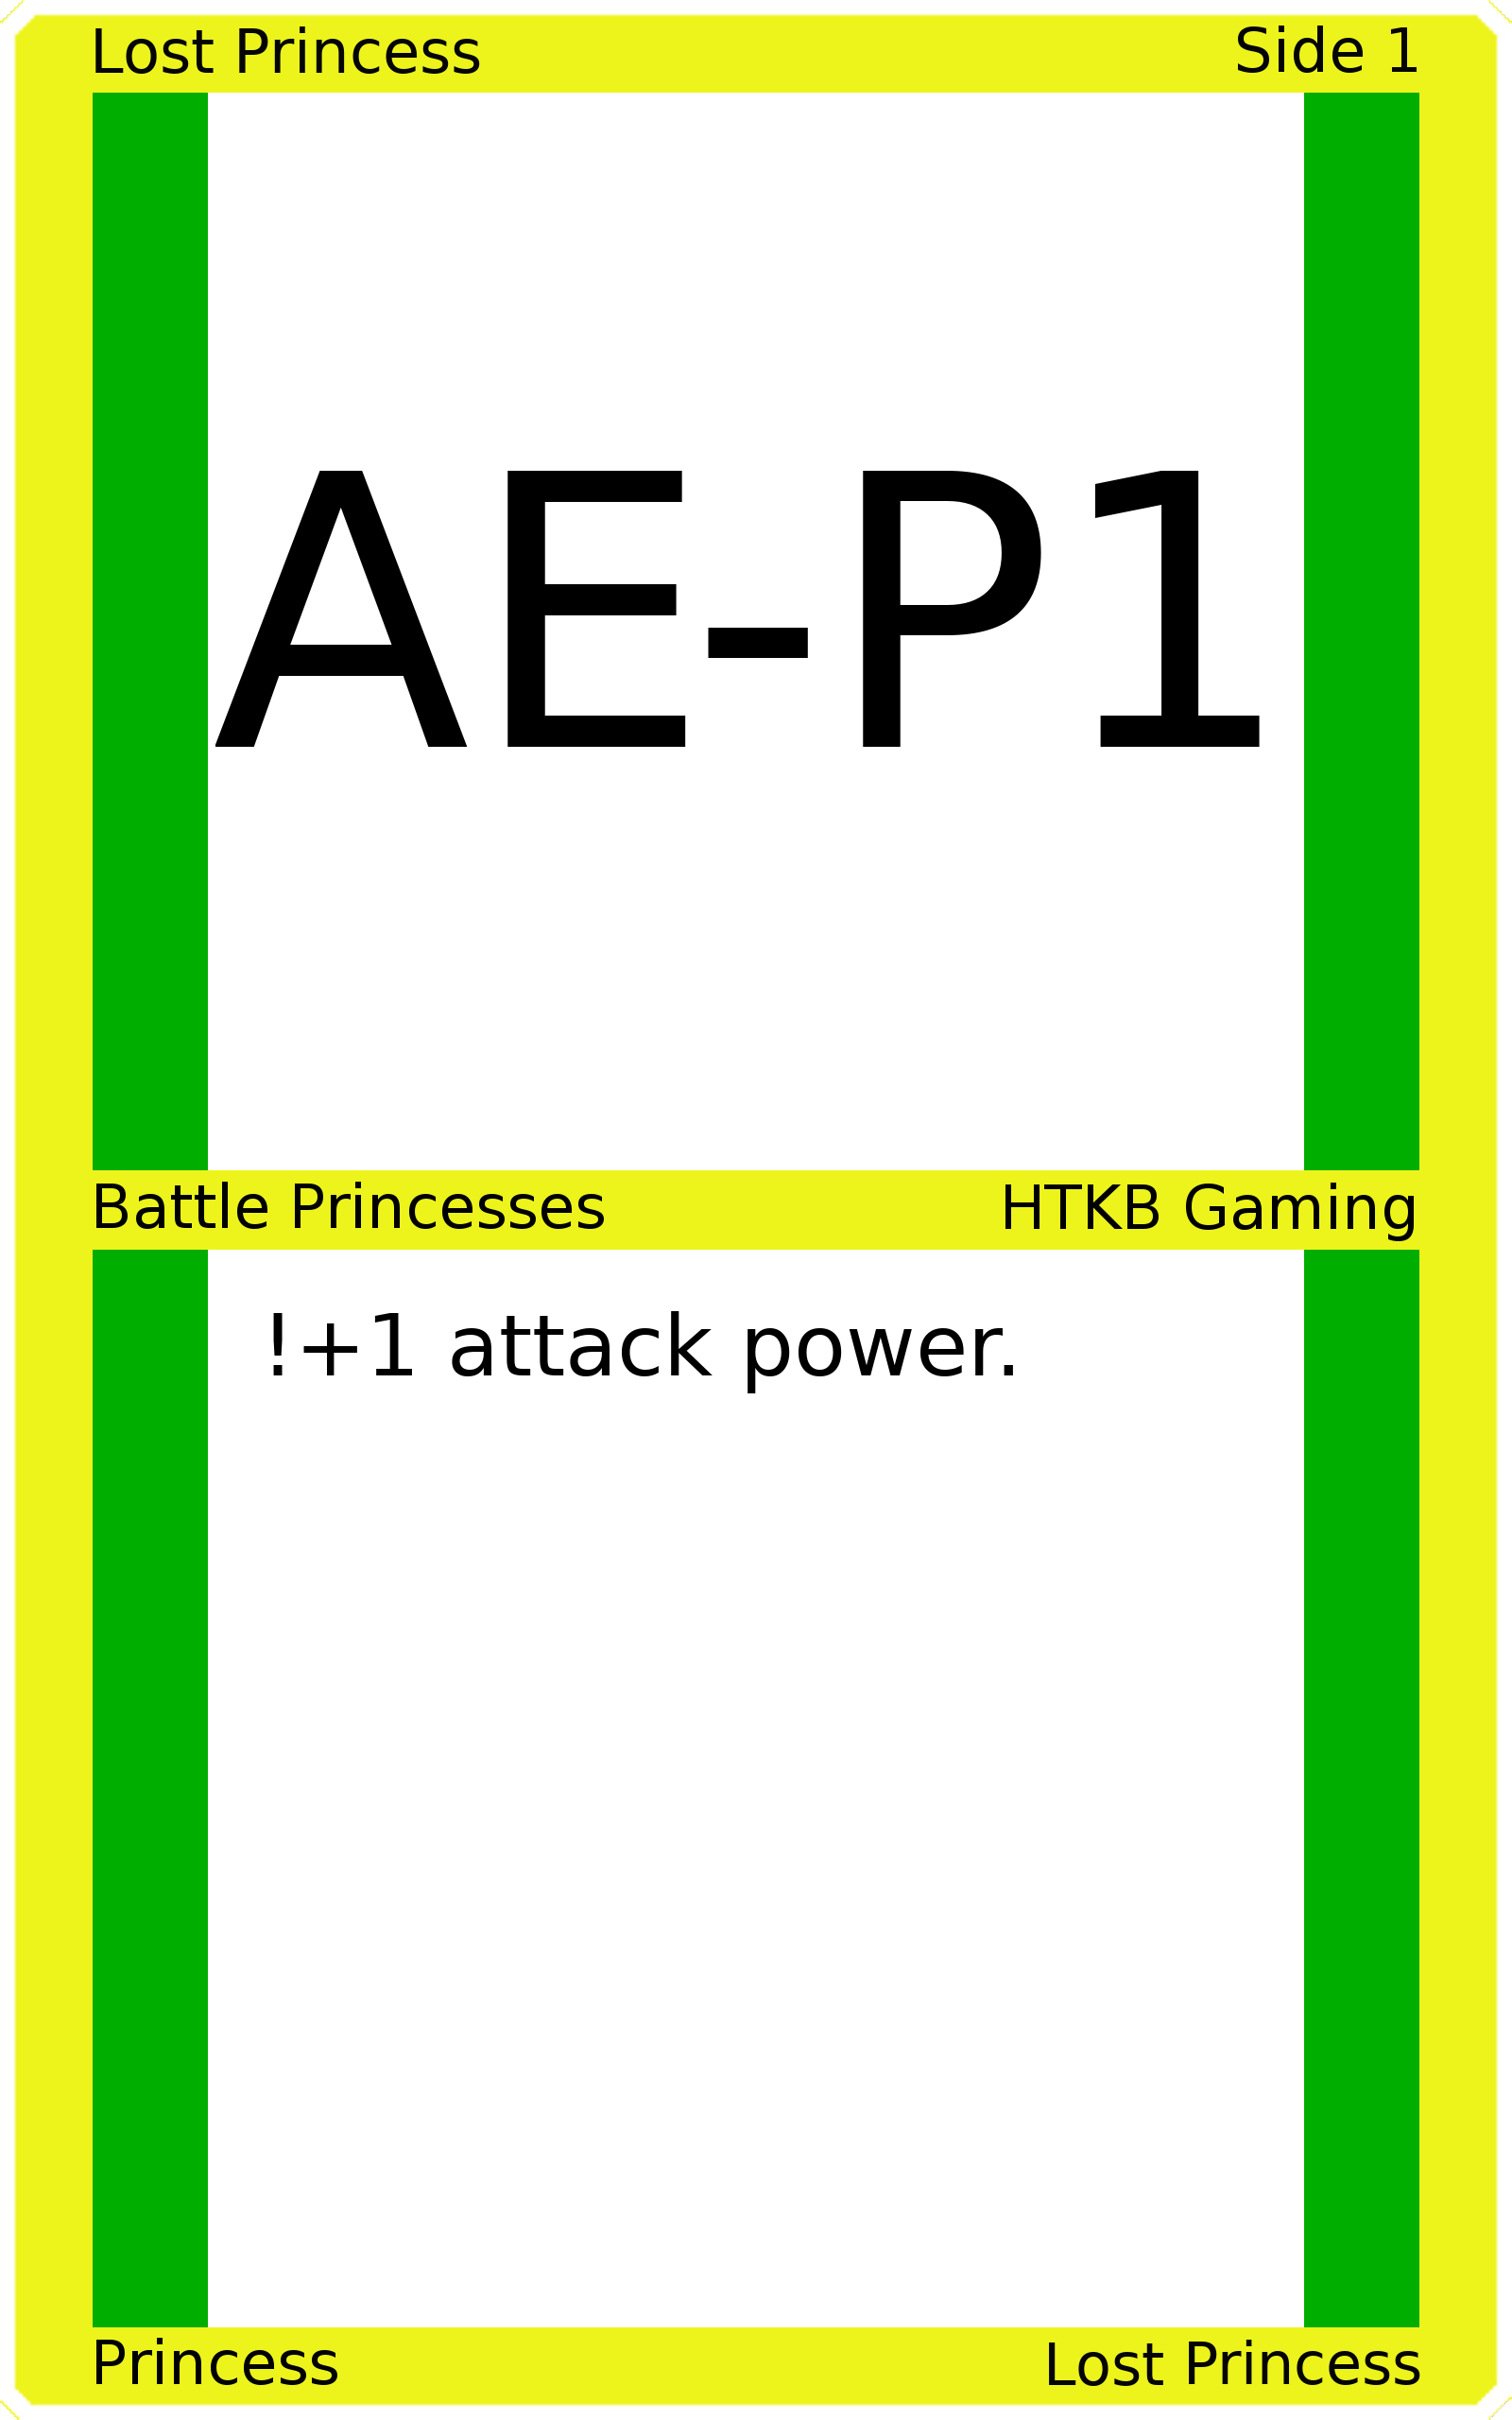 Lost Princess Side 1
AE-P1
Battle Princesses HTKB Gaming
!+1 attack power.
Princess Lost Princess